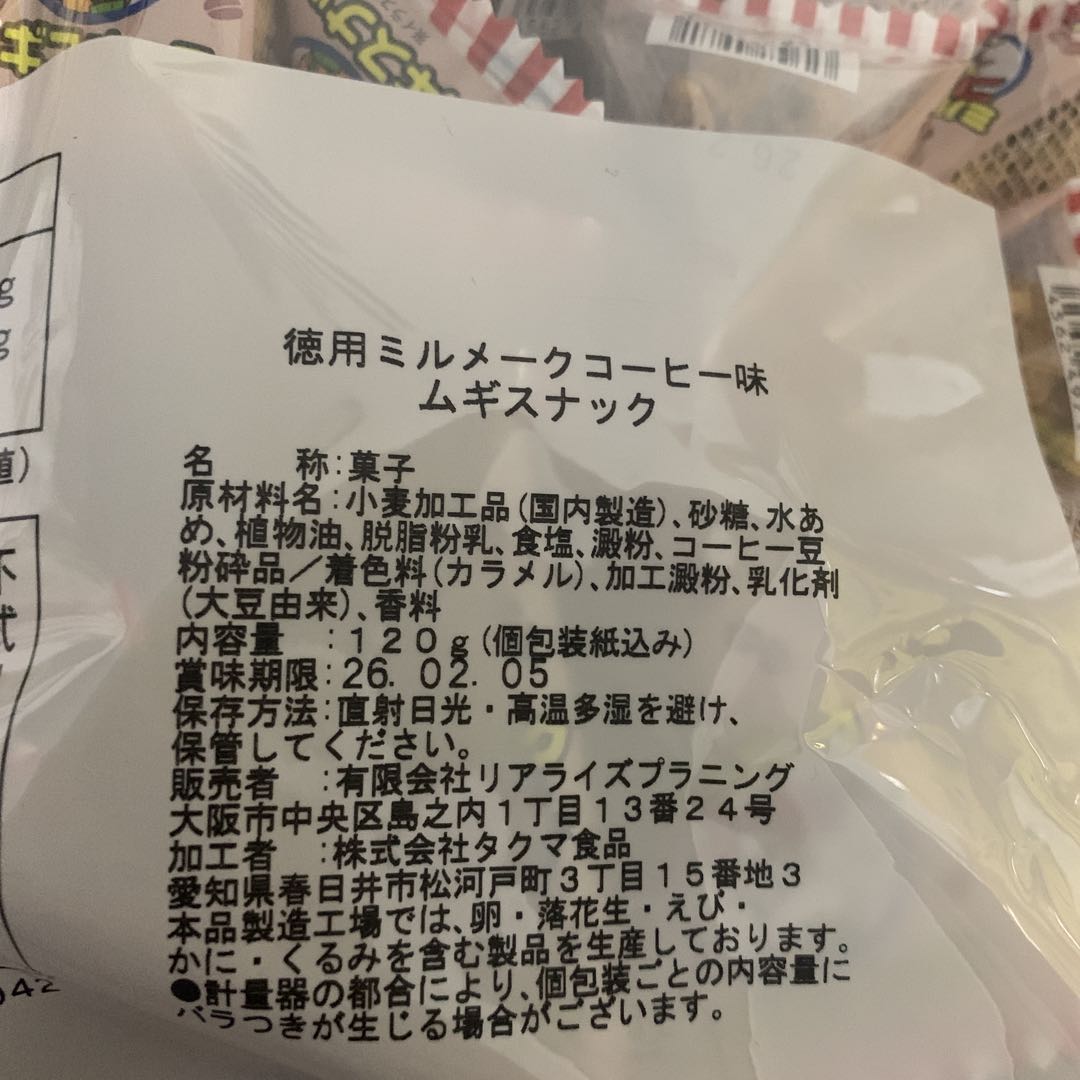 徳用ミルメークコーヒー味
ムギスナック
名　　称:菓子
原材料名:小麦加工品(国内製造)、砂糖、水あ
め、植物油、脱脂粉乳、食塩、澱粉、コーヒー豆
粉砕品／着色料(カラメル)、加工澱粉、乳化剤
(大豆由来)、香料
内容量　:120g(個包装紙込み)
賞味期限:26. 02. 05
保存方法:直射日光・高温多湿を避け、
保管してください。
販売者　:有限会社リアライズプラニング
大阪市中央区島之内1丁目13番24号
加工者　:株式会社タクマ食品
愛知県春日井市松河戸町3丁目15番地3
本品製造工場では、卵・落花生・えび・
かに・くるみを含む製品を生産しております。
●計量器の都合により、個包装ごとの内容量に
バラつきが生じる場合がございます。
g
g
値)
不
42